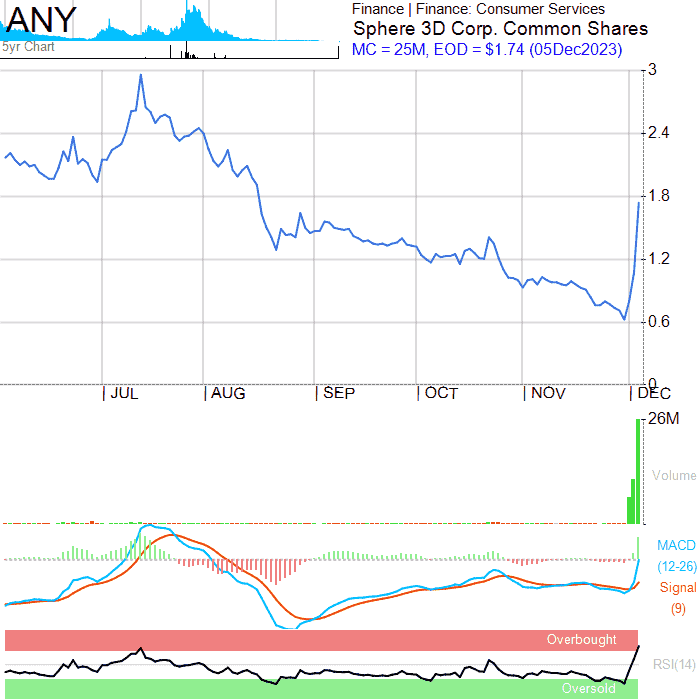 ANY
5yr Chart
Finance | Finance: Consumer Services
Sphere 3D Corp. Common Shares
MC = 25M, EOD = $1.74 (05Dec2023)
3
2.4
1.8
1.2
0.6
0
| JUL
| AUG
| SEP
| OCT
| NOV
| DEC
26M
Volume
MACD
(12-26)
Signal
(9)
Overbought
RSI(14)
Oversold